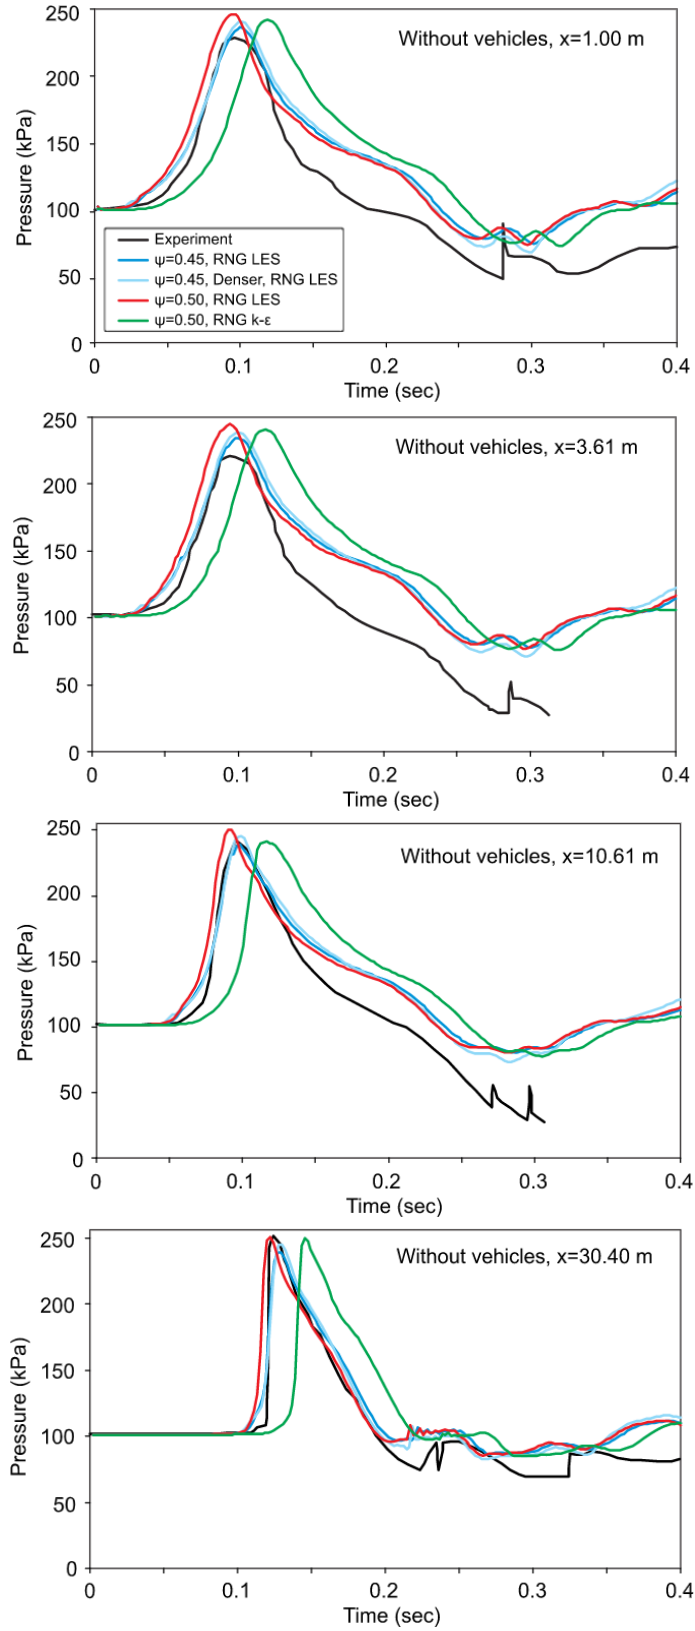 250
Without vehicles, x=1.00 m
200
150
Pressure (kPa)
100
Experiment
ψ=0.45, RNG LES
ψ=0.45, Denser, RNG LES
ψ=0.50, RNG LES
ψ=0.50, RNG k-ε
50
0
0 0.1 0.2 0.3 0.4
Time (sec)
250
Without vehicles, x=3.61 m
200
150
Pressure (kPa)
100
50
0
0 0.1 0.2 0.3 0.4
Time (sec)
250
Without vehicles, x=10.61 m
200
150
Pressure (kPa)
100
50
0
0 0.1 0.2 0.3 0.4
Time (sec)
250
Without vehicles, x=30.40 m
200
150
Pressure (kPa)
100
50
0
0 0.1 0.2 0.3 0.4
Time (sec)